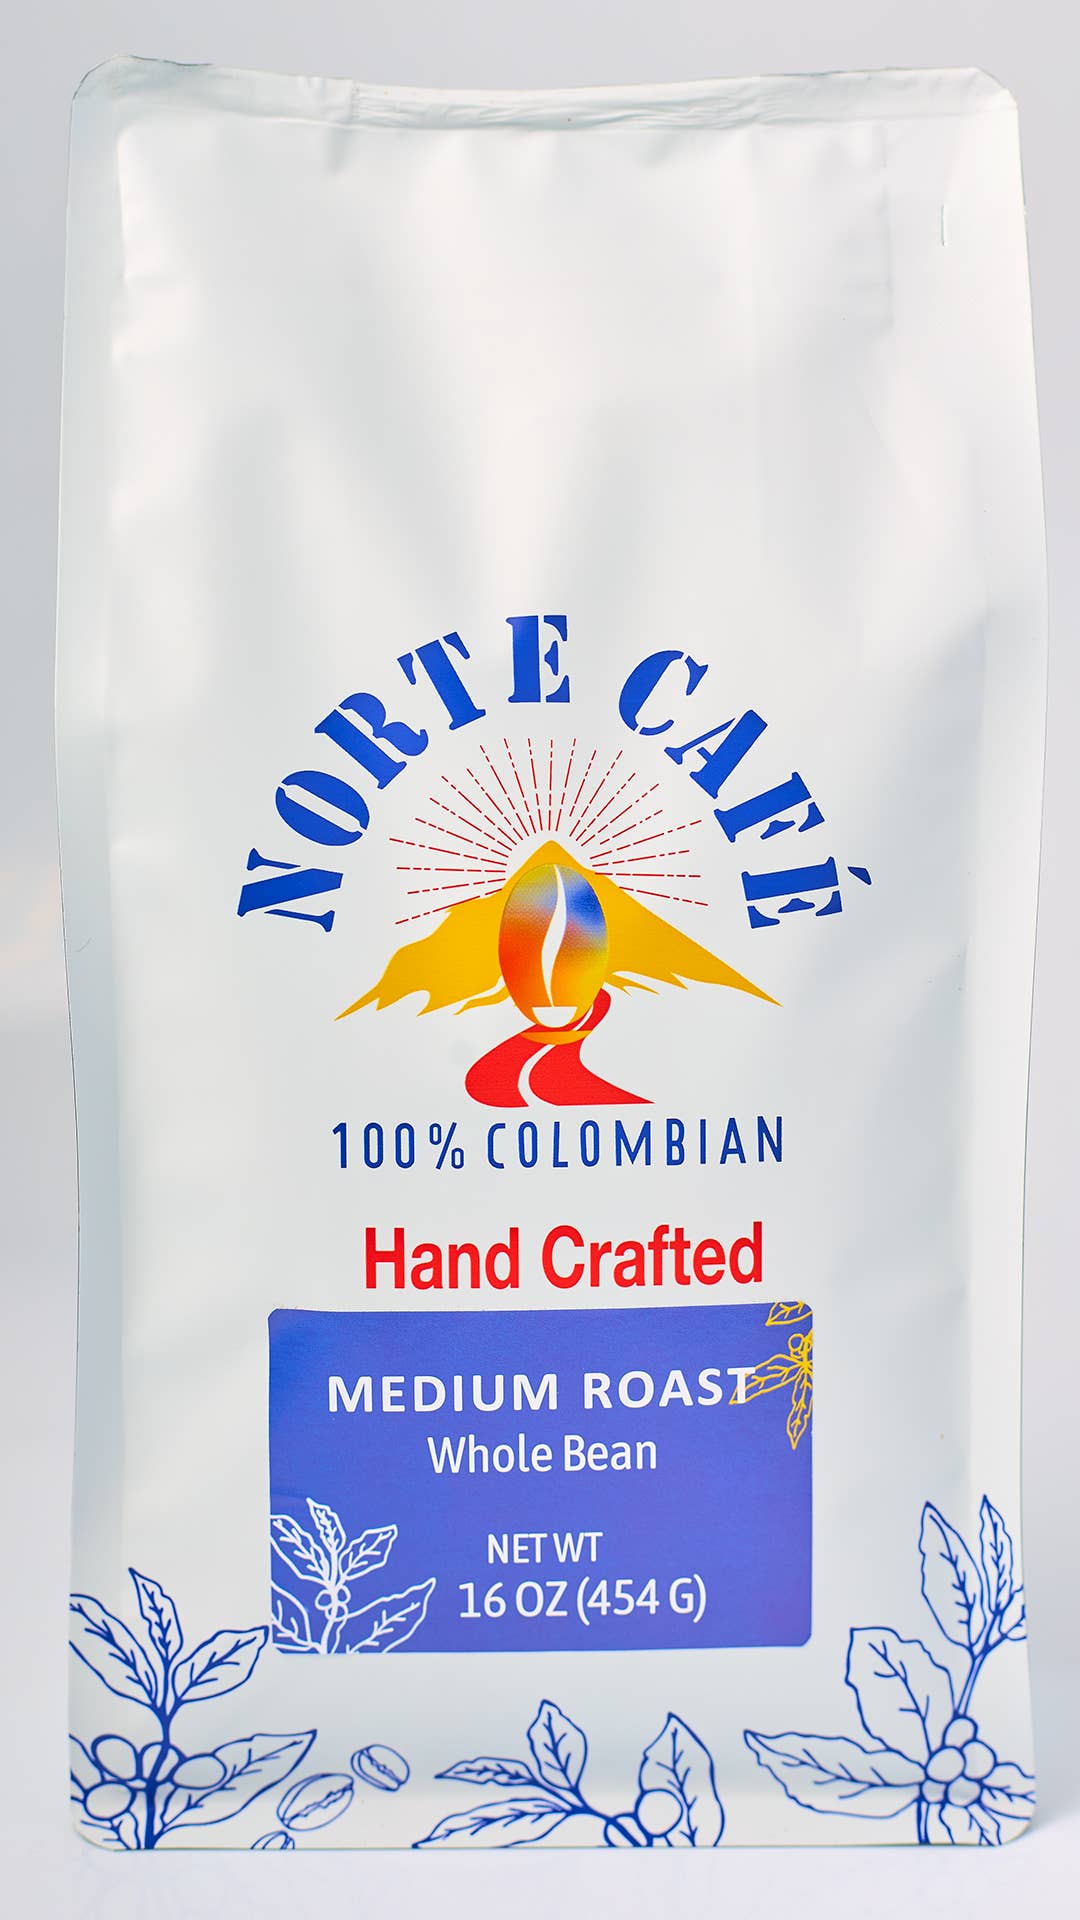 NORTE CAFÉ
100% COLOMBIAN
Hand Crafted
MEDIUM ROAST
Whole Bean
NET WT
16 OZ (454 G)